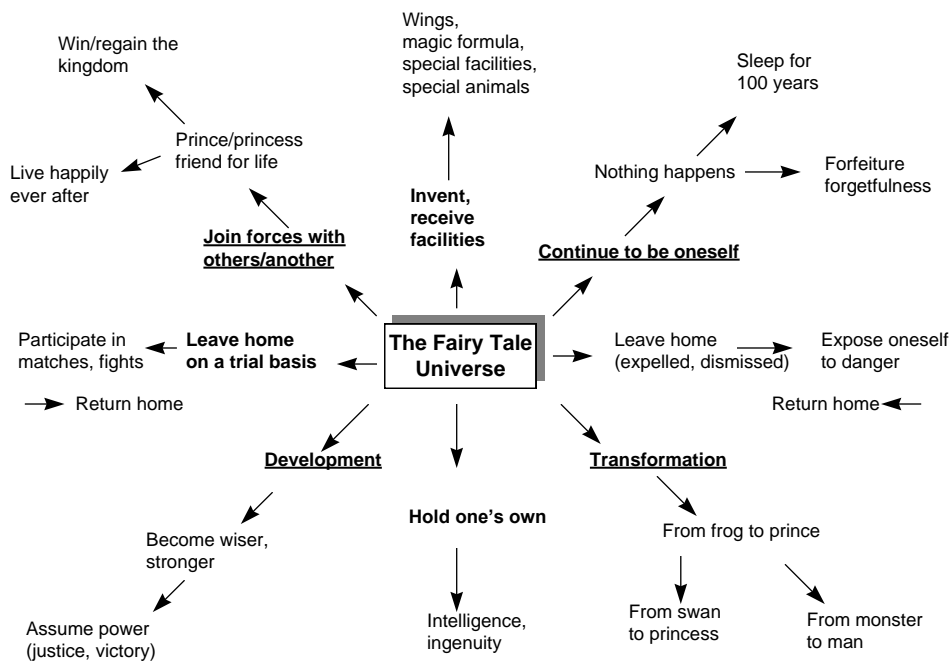 Wings,
magic formula,
special facilities,
special animals
Win/regain the
kingdom
Sleep for
100 years
Prince/princess
friend for life
Live happily
ever after
Nothing happens
Forfeiture
forgetfulness
Invent,
receive
facilities
Join forces with
others/another
Continue to be oneself
Participate in
matches, fights
Leave home
on a trial basis
The Fairy Tale
Universe
Leave home
(expelled, dismissed)
Expose oneself
to danger
Return home
Return home
Development
Transformation
Hold one's own
Become wiser,
stronger
From frog to prince
Assume power
(justice, victory)
Intelligence,
ingenuity
From swan
to princess
From monster
to man